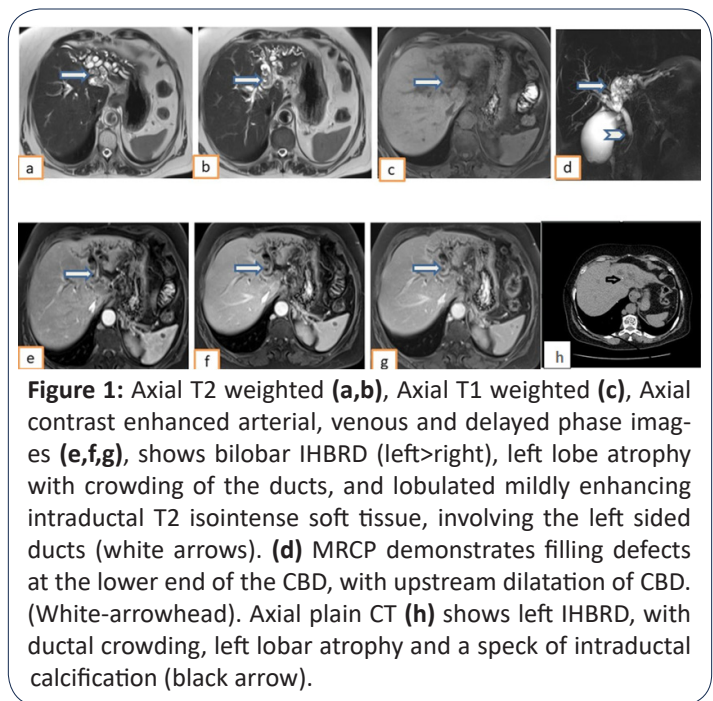 a
b
c
d
e
f
g
h
Figure 1: Axial T2 weighted (a,b), Axial T1 weighted (c), Axial
contrast enhanced arterial, venous and delayed phase imag-
es (e,f,g), shows bilobar IHBRD (left>right), left lobe atrophy
with crowding of the ducts, and lobulated mildly enhancing
intraductal T2 isointense soft tissue, involving the left sided
ducts (white arrows). (d) MRCP demonstrates filling defects
at the lower end of the CBD, with upstream dilatation of CBD.
(White-arrowhead). Axial plain CT (h) shows left IHBRD, with
ductal crowding, left lobar atrophy and a speck of intraductal
calcification (black arrow).